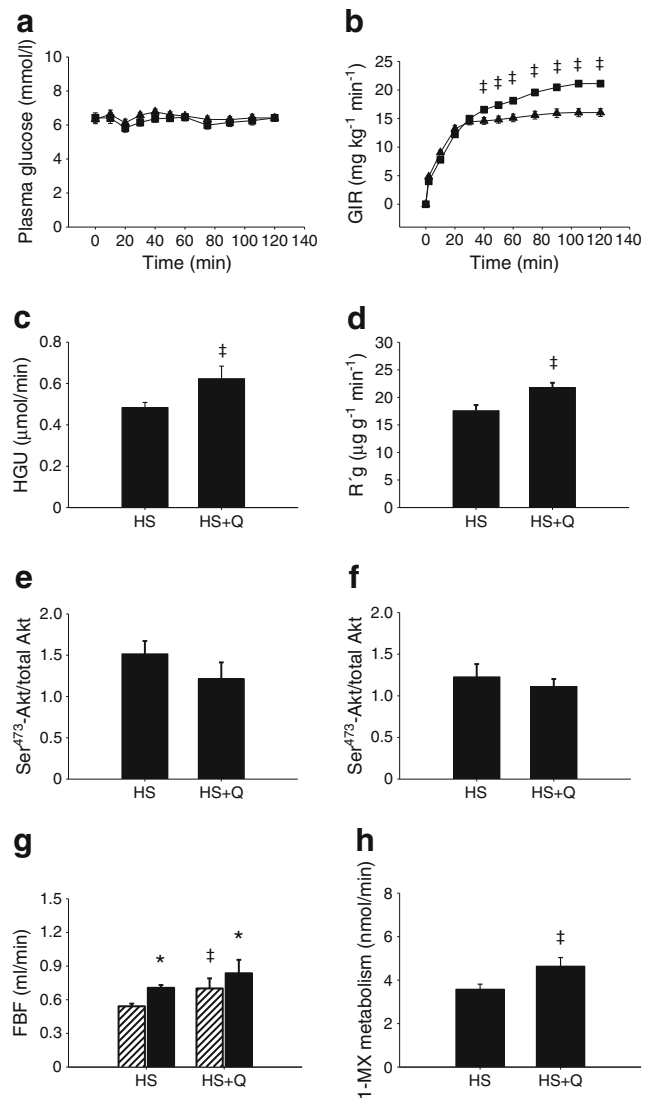 a
Plasma glucose (mmol/l)
10
8
6
4
2
0
0 20 40 60 80 100 120 140
Time (min)
b
GIR (mg kg⁻¹ min⁻¹)
25
20
15
10
5
0
‡ ‡ ‡ ‡ ‡ ‡ ‡
0 20 40 60 80 100 120 140
Time (min)
c
HGU (μmol/min)
0.8
0.6
0.4
0.2
0
‡
HS HS+Q
d
R´g (μg g⁻¹ min⁻¹)
30
25
20
15
10
5
0
‡
HS HS+Q
e
Ser⁴⁷³-Akt/total Akt
2.0
1.5
1.0
0.5
0
HS HS+Q
f
Ser⁴⁷³-Akt/total Akt
2.0
1.5
1.0
0.5
0
HS HS+Q
g
FBF (ml/min)
1.5
1.2
0.9
0.6
0.3
0
* ‡ *
HS HS+Q
h
1-MX metabolism (nmol/min)
8
6
4
2
0
‡
HS HS+Q